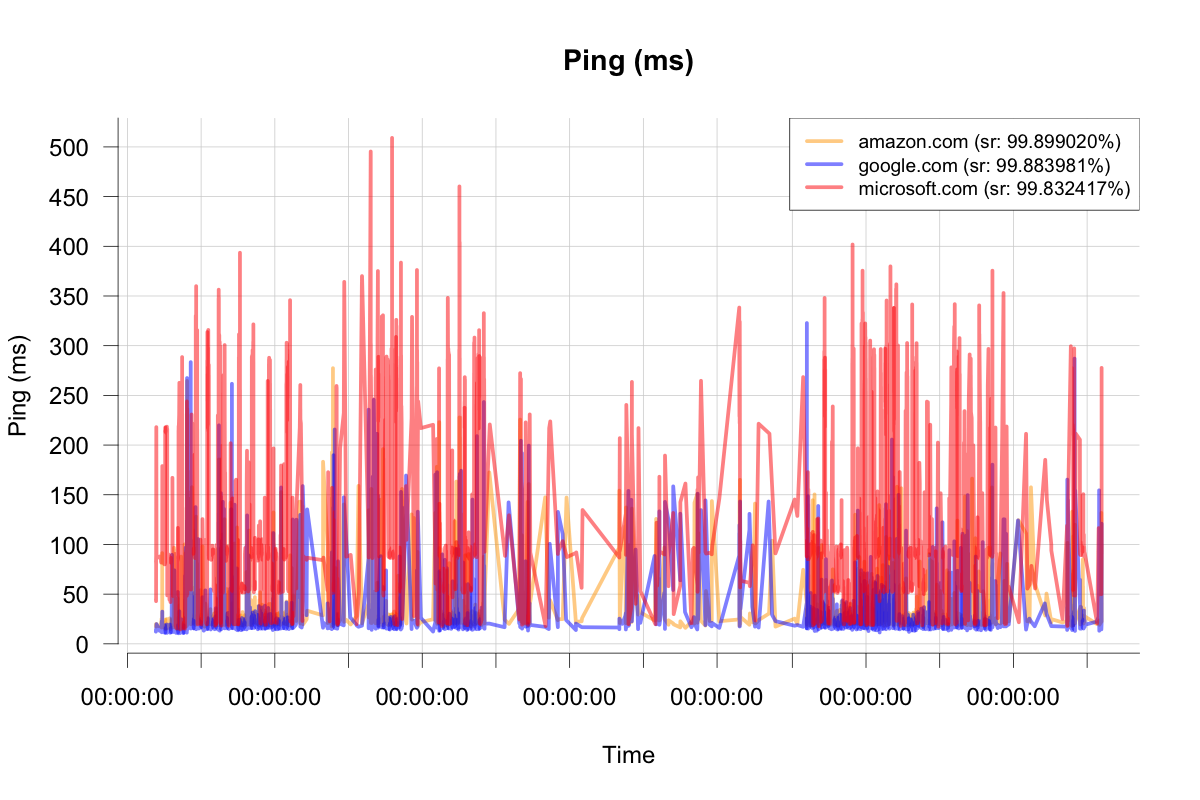 Ping (ms)
amazon.com (sr: 99.899020%)
google.com (sr: 99.883981%)
microsoft.com (sr: 99.832417%)
500
450
400
350
300
250
200
150
100
50
0
Ping (ms)
00:00:00 00:00:00 00:00:00 00:00:00 00:00:00 00:00:00 00:00:00
Time